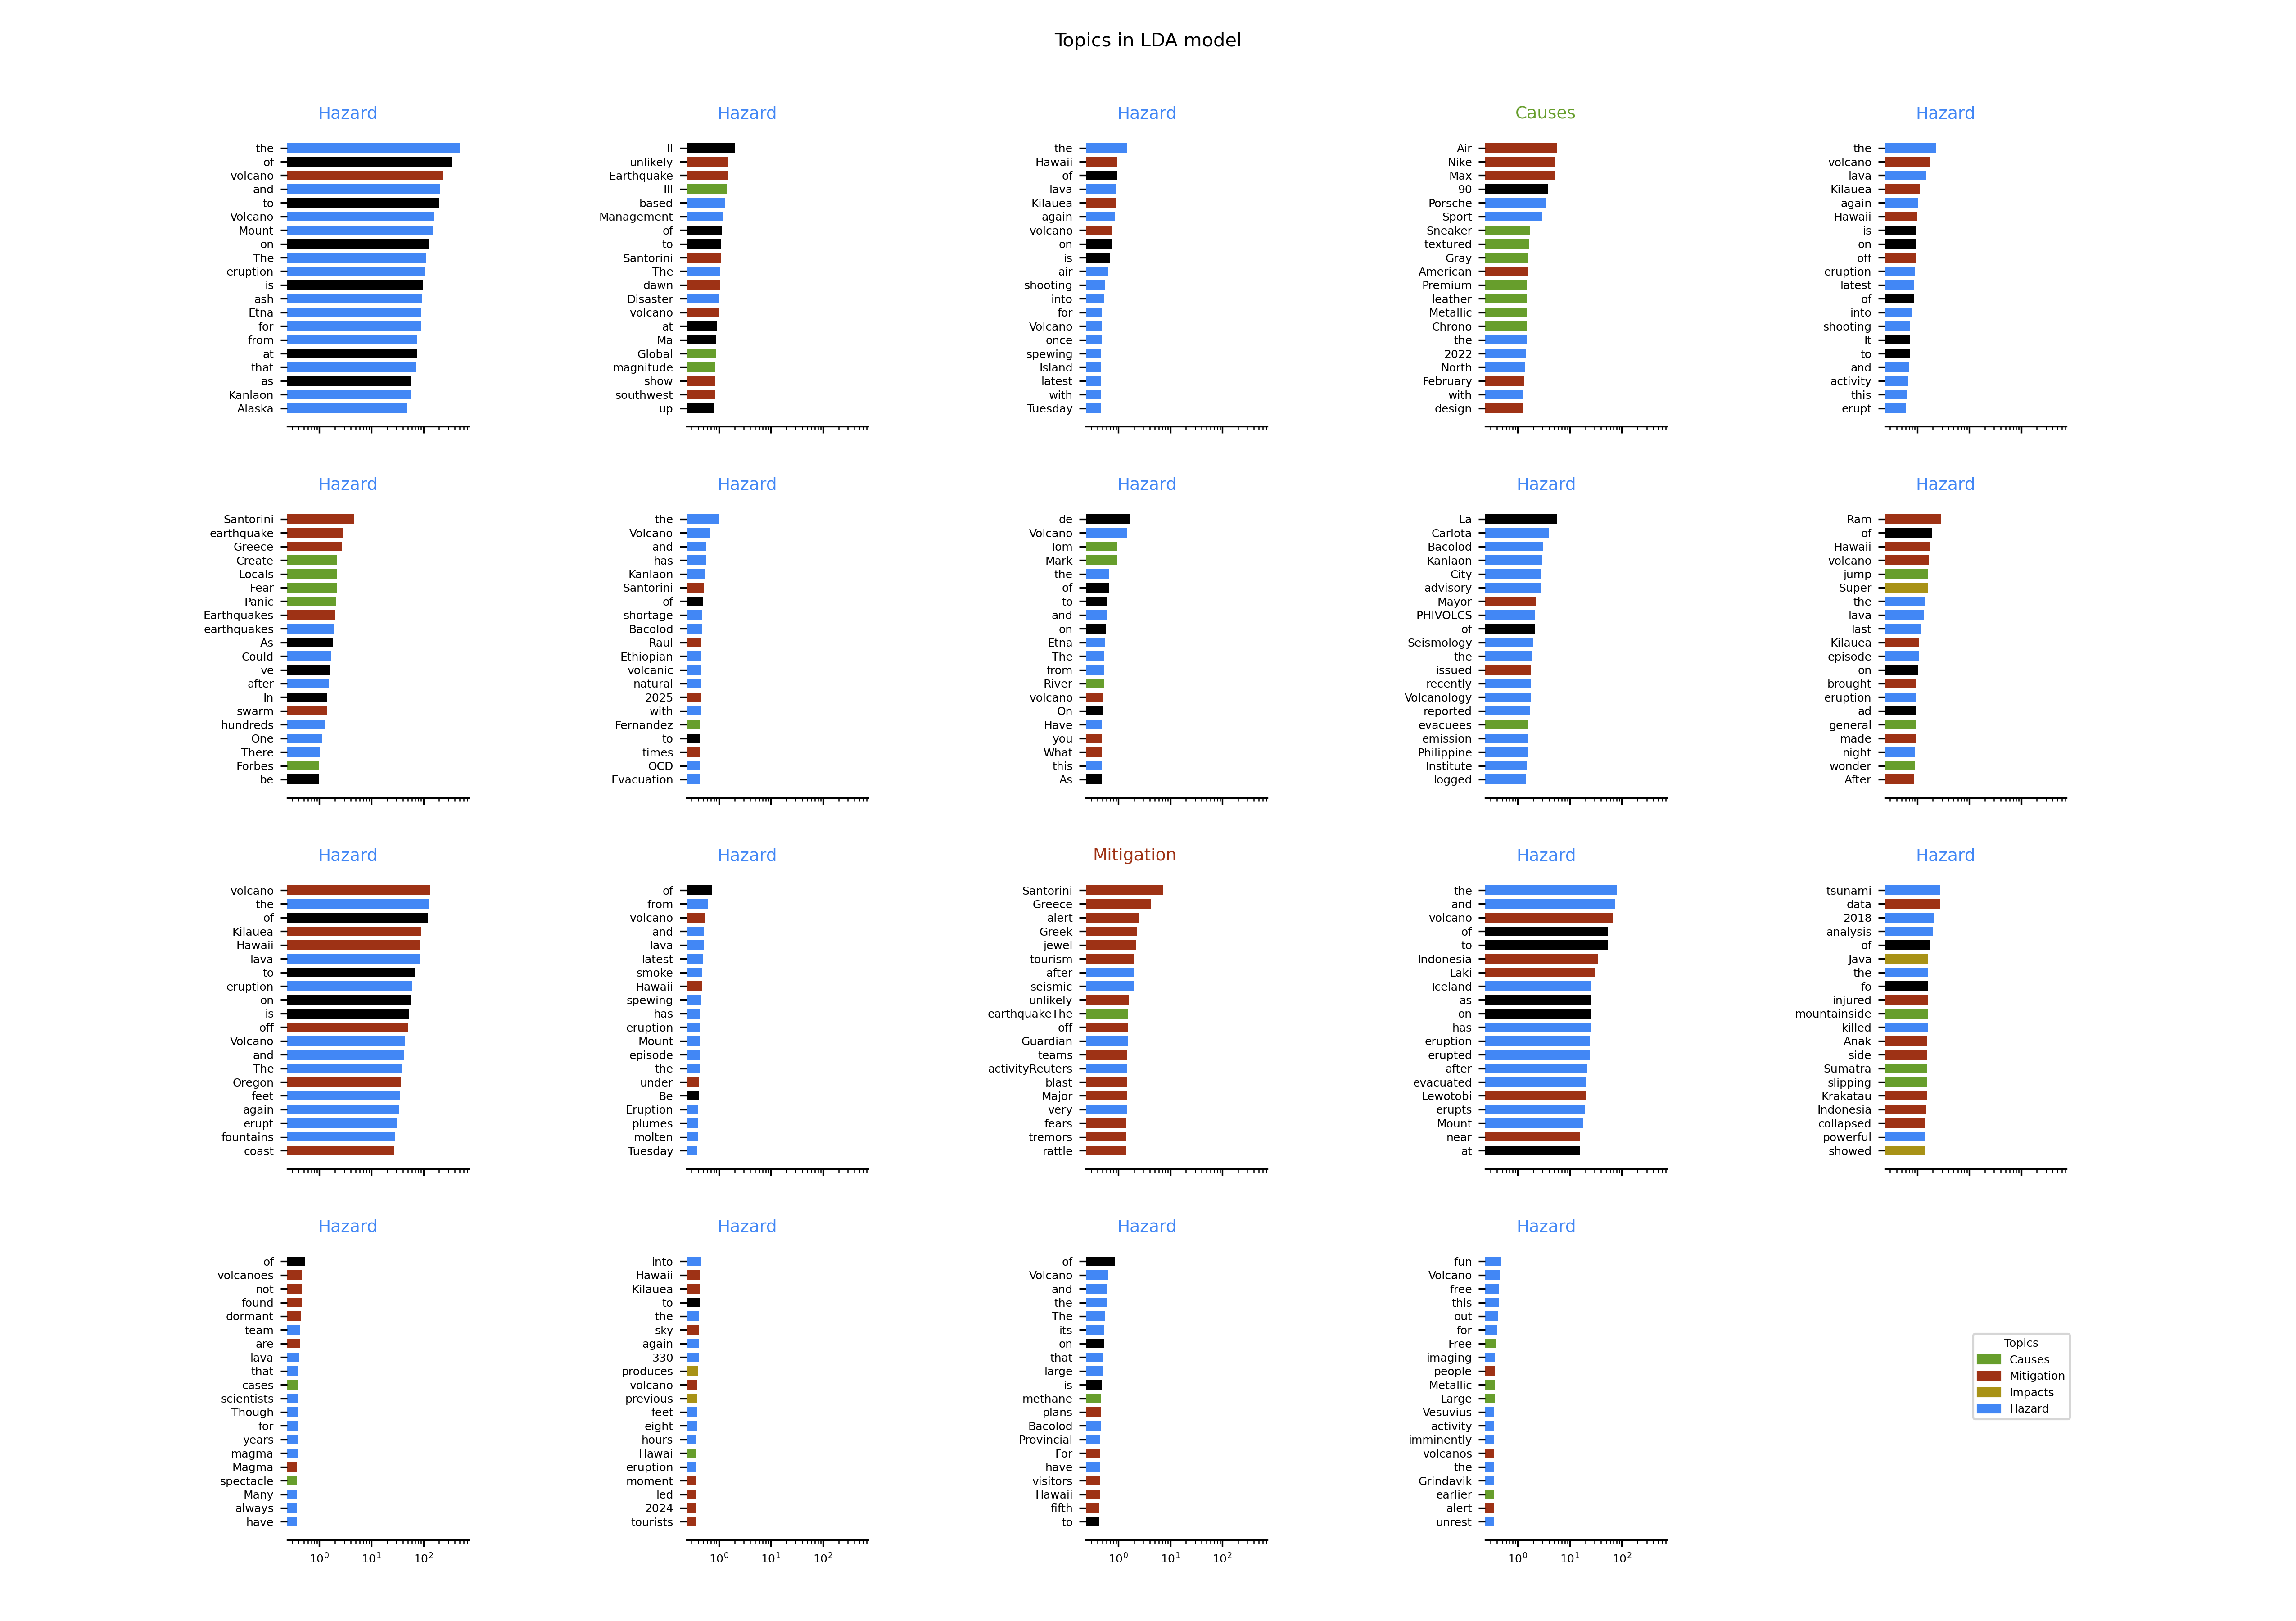 Topics in LDA model
Hazard
the
of
volcano
and
to
Volcano
Mount
on
The
eruption
is
ash
Etna
for
from
at
that
as
Kanlaon
Alaska
Hazard
II
unlikely
Earthquake
III
based
Management
of
to
Santorini
The
dawn
Disaster
volcano
at
Ma
Global
magnitude
show
southwest
up
Hazard
the
Hawaii
of
lava
Kilauea
again
volcano
on
is
air
shooting
into
for
Volcano
once
spewing
Island
latest
with
Tuesday
Causes
Air
Nike
Max
90
Porsche
Sport
Sneaker
textured
Gray
American
Premium
leather
Metallic
Chrono
the
2022
North
February
with
design
Hazard
the
volcano
lava
Kilauea
again
Hawaii
is
on
off
eruption
latest
of
into
shooting
It
to
and
activity
this
erupt
Hazard
Santorini
earthquake
Greece
Create
Locals
Fear
Panic
Earthquakes
earthquakes
As
Could
ve
after
In
swarm
hundreds
One
There
Forbes
be
Hazard
the
Volcano
and
has
Kanlaon
Santorini
of
shortage
Bacolod
Raul
Ethiopian
volcanic
natural
2025
with
Fernandez
to
times
OCD
Evacuation
Hazard
de
Volcano
Tom
Mark
the
of
to
and
on
Etna
The
from
River
volcano
On
Have
you
What
this
As
Hazard
La
Carlota
Bacolod
Kanlaon
City
advisory
Mayor
PHIVOLCS
of
Seismology
the
issued
recently
Volcanology
reported
evacuees
emission
Philippine
Institute
logged
Hazard
Ram
of
Hawaii
volcano
jump
Super
the
lava
last
Kilauea
episode
on
brought
eruption
ad
general
made
night
wonder
After
Hazard
volcano
the
of
Kilauea
Hawaii
lava
to
eruption
on
is
off
Volcano
and
The
Oregon
feet
again
erupt
fountains
coast
Hazard
of
from
volcano
and
lava
latest
smoke
Hawaii
spewing
has
eruption
Mount
episode
the
under
Be
Eruption
plumes
molten
Tuesday
Mitigation
Santorini
Greece
alert
Greek
jewel
tourism
after
seismic
unlikely
earthquakeThe
off
Guardian
teams
activityReuters
blast
Major
very
fears
tremors
rattle
Hazard
the
and
volcano
of
to
Indonesia
Laki
Iceland
as
on
has
eruption
erupted
after
evacuated
Lewotobi
erupts
Mount
near
at
Hazard
tsunami
data
2018
analysis
of
Java
the
fo
injured
mountainside
killed
Anak
side
Sumatra
slipping
Krakatau
Indonesia
collapsed
powerful
showed
Hazard
of
volcanoes
not
found
dormant
team
are
lava
that
cases
scientists
Though
for
years
magma
Magma
spectacle
Many
always
have
10⁰ 10¹ 10²
Hazard
into
Hawaii
Kilauea
to
the
sky
again
330
produces
volcano
previous
feet
eight
hours
Hawai
eruption
moment
led
2024
tourists
10⁰ 10¹ 10²
Hazard
of
Volcano
and
the
The
its
on
that
large
is
methane
plans
Bacolod
Provincial
For
have
visitors
Hawaii
fifth
to
10⁰ 10¹ 10²
Hazard
fun
Volcano
free
this
out
for
Free
imaging
people
Metallic
Large
Vesuvius
activity
imminently
volcanos
the
Grindavik
earlier
alert
unrest
10⁰ 10¹ 10²
Topics
Causes
Mitigation
Impacts
Hazard